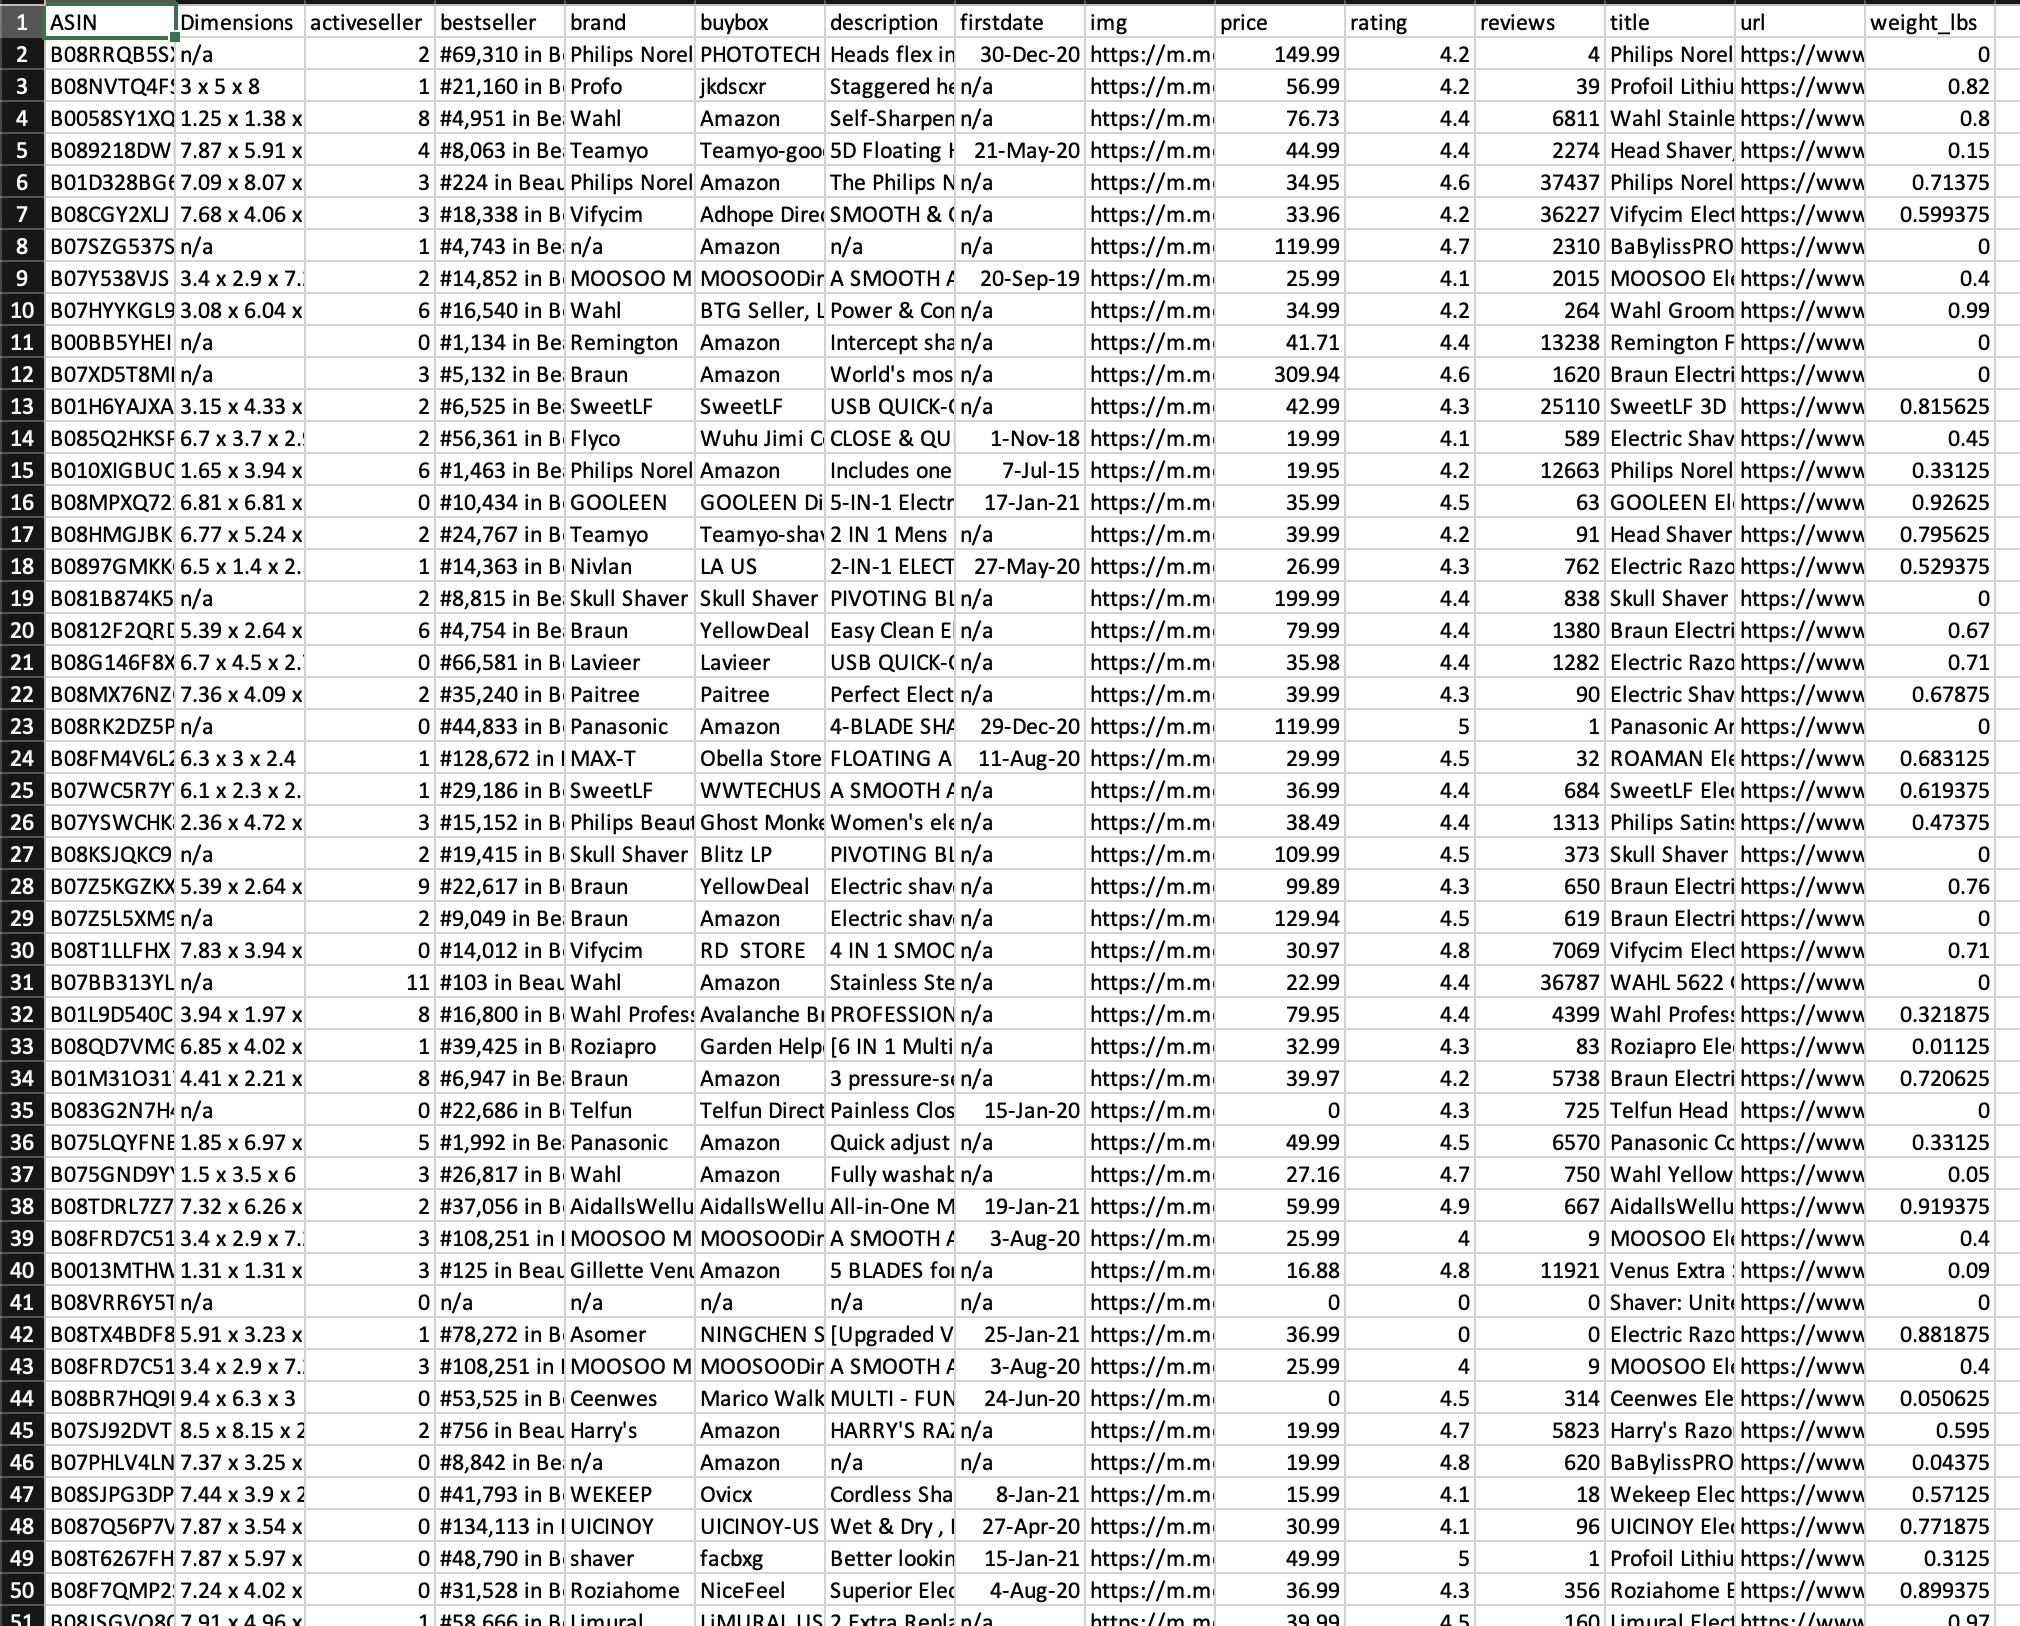 1 ASIN Dimensions activeseller bestseller brand buybox description firstdate img price rating reviews title url weight_lbs
2 B08RRQB5S n/a 2 #69,310 in B Philips Norel PHOTOTECH Heads flex in 30-Dec-20 https://m.m 149.99 4.2 4 Philips Norel https://www 0
3 B08NVTQ4F 3 x 5 x 8 1 #21,160 in B Profo jkdscxr Staggered he n/a https://m.m 56.99 4.2 39 Profoil Lithiu https://www 0.82
4 B0058SY1XQ 1.25 x 1.38 x 8 #4,951 in Be Wahl Amazon Self-Sharpen n/a https://m.m 76.73 4.4 6811 Wahl Stainle https://www 0.8
5 B089218DW 7.87 x 5.91 x 4 #8,063 in Be Teamyo Teamyo-goo 5D Floating H 21-May-20 https://m.m 44.99 4.4 2274 Head Shaver, https://www 0.15
6 B01D328BG6 7.09 x 8.07 x 3 #224 in Beau Philips Norel Amazon The Philips N n/a https://m.m 34.95 4.6 37437 Philips Norel https://www 0.71375
7 B08CGY2XLJ 7.68 x 4.06 x 3 #18,338 in B Vifycim Adhope Direc SMOOTH & C n/a https://m.m 33.96 4.2 36227 Vifycim Elect https://www 0.599375
8 B07SZG537S n/a 1 #4,743 in Be n/a Amazon n/a n/a https://m.m 119.99 4.7 2310 BaBylissPRO https://www 0
9 B07Y538VJS 3.4 x 2.9 x 7. 2 #14,852 in B MOOSOO M MOOSOODir A SMOOTH A 20-Sep-19 https://m.m 25.99 4.1 2015 MOOSOO Ele https://www 0.4
10 B07HYYKGL9 3.08 x 6.04 x 6 #16,540 in B Wahl BTG Seller, L Power & Con n/a https://m.m 34.99 4.2 264 Wahl Groom https://www 0.99
11 B00BB5YHEI n/a 0 #1,134 in Be Remington Amazon Intercept sha n/a https://m.m 41.71 4.4 13238 Remington F https://www 0
12 B07XD5T8M n/a 3 #5,132 in Be Braun Amazon World's mos n/a https://m.m 309.94 4.6 1620 Braun Electri https://www 0
13 B01H6YAJXA 3.15 x 4.33 x 2 #6,525 in Be SweetLF SweetLF USB QUICK-C n/a https://m.m 42.99 4.3 25110 SweetLF 3D https://www 0.815625
14 B085Q2HKSP 6.7 x 3.7 x 2. 2 #56,361 in B Flyco Wuhu Jimi C CLOSE & QU 1-Nov-18 https://m.m 19.99 4.1 589 Electric Shav https://www 0.45
15 B010XIGBUC 1.65 x 3.94 x 6 #1,463 in Be Philips Norel Amazon Includes one 7-Jul-15 https://m.m 19.95 4.2 12663 Philips Norel https://www 0.33125
16 B08MPXQ72 6.81 x 6.81 x 0 #10,434 in B GOOLEEN GOOLEEN Di 5-IN-1 Electr 17-Jan-21 https://m.m 35.99 4.5 63 GOOLEEN El https://www 0.92625
17 B08HMGJBK 6.77 x 5.24 x 2 #24,767 in B Teamyo Teamyo-shav 2 IN 1 Mens n/a https://m.m 39.99 4.2 91 Head Shaver https://www 0.795625
18 B0897GMKK 6.5 x 1.4 x 2. 1 #14,363 in B Nivlan LA US 2-IN-1 ELECT 27-May-20 https://m.m 26.99 4.3 762 Electric Razo https://www 0.529375
19 B081B874K5 n/a 2 #8,815 in Be Skull Shaver Skull Shaver PIVOTING BL n/a https://m.m 199.99 4.4 838 Skull Shaver https://www 0
20 B0812F2QRD 5.39 x 2.64 x 6 #4,754 in Be Braun YellowDeal Easy Clean E n/a https://m.m 79.99 4.4 1380 Braun Electri https://www 0.67
21 B08G146F8X 6.7 x 4.5 x 2. 0 #66,581 in B Lavieer Lavieer USB QUICK-C n/a https://m.m 35.98 4.4 1282 Electric Razo https://www 0.71
22 B08MX76NZ 7.36 x 4.09 x 2 #35,240 in B Paitree Paitree Perfect Elect n/a https://m.m 39.99 4.3 90 Electric Shav https://www 0.67875
23 B08RK2DZ5P n/a 0 #44,833 in B Panasonic Amazon 4-BLADE SHA 29-Dec-20 https://m.m 119.99 5 1 Panasonic Ar https://www 0
24 B08FM4V6L2 6.3 x 3 x 2.4 1 #128,672 in MAX-T Obella Store FLOATING A 11-Aug-20 https://m.m 29.99 4.5 32 ROAMAN Ele https://www 0.683125
25 B07WC5R7Y 6.1 x 2.3 x 2. 1 #29,186 in B SweetLF WWTECHUS A SMOOTH A n/a https://m.m 36.99 4.4 684 SweetLF Elec https://www 0.619375
26 B07YSWCHK 2.36 x 4.72 x 3 #15,152 in B Philips Beaut Ghost Monke Women's ele n/a https://m.m 38.49 4.4 1313 Philips Satins https://www 0.47375
27 B08KSJQKC9 n/a 2 #19,415 in B Skull Shaver Blitz LP PIVOTING BL n/a https://m.m 109.99 4.5 373 Skull Shaver https://www 0
28 B07Z5KGZKX 5.39 x 2.64 x 9 #22,617 in B Braun YellowDeal Electric shav n/a https://m.m 99.89 4.3 650 Braun Electri https://www 0.76
29 B07Z5L5XM9 n/a 2 #9,049 in Be Braun Amazon Electric shav n/a https://m.m 129.94 4.5 619 Braun Electri https://www 0
30 B08T1LLFHX 7.83 x 3.94 x 0 #14,012 in B Vifycim RD STORE 4 IN 1 SMOO n/a https://m.m 30.97 4.8 7069 Vifycim Elect https://www 0.71
31 B07BB313YL n/a 11 #103 in Beau Wahl Amazon Stainless Ste n/a https://m.m 22.99 4.4 36787 WAHL 5622 https://www 0
32 B01L9D540C 3.94 x 1.97 x 8 #16,800 in B Wahl Profess Avalanche Br PROFESSION n/a https://m.m 79.95 4.4 4399 Wahl Profess https://www 0.321875
33 B08QD7VMG 6.85 x 4.02 x 1 #39,425 in B Roziapro Garden Help [6 IN 1 Multi n/a https://m.m 32.99 4.3 83 Roziapro Ele https://www 0.01125
34 B01M31O31 4.41 x 2.21 x 8 #6,947 in Be Braun Amazon 3 pressure-se n/a https://m.m 39.97 4.2 5738 Braun Electri https://www 0.720625
35 B083G2N7H n/a 0 #22,686 in B Telfun Telfun Direct Painless Clos 15-Jan-20 https://m.m 0 4.3 725 Telfun Head https://www 0
36 B075LQYFNE 1.85 x 6.97 x 5 #1,992 in Be Panasonic Amazon Quick adjust n/a https://m.m 49.99 4.5 6570 Panasonic Co https://www 0.33125
37 B075GND9Y 1.5 x 3.5 x 6 3 #26,817 in B Wahl Amazon Fully washab n/a https://m.m 27.16 4.7 750 Wahl Yellow https://www 0.05
38 B08TDRL7Z7 7.32 x 6.26 x 2 #37,056 in B AidallsWellu AidallsWellu All-in-One M 19-Jan-21 https://m.m 59.99 4.9 667 AidallsWellu https://www 0.919375
39 B08FRD7C51 3.4 x 2.9 x 7. 3 #108,251 in MOOSOO M MOOSOODir A SMOOTH A 3-Aug-20 https://m.m 25.99 4 9 MOOSOO Ele https://www 0.4
40 B0013MTHW 1.31 x 1.31 x 3 #125 in Beau Gillette Venu Amazon 5 BLADES for n/a https://m.m 16.88 4.8 11921 Venus Extra https://www 0.09
41 B08VRR6Y5T n/a 0 n/a n/a n/a n/a n/a https://m.m 0 0 0 Shaver: Unite https://www 0
42 B08TX4BDF8 5.91 x 3.23 x 1 #78,272 in B Asomer NINGCHEN S [Upgraded V 25-Jan-21 https://m.m 36.99 0 0 Electric Razo https://www 0.881875
43 B08FRD7C51 3.4 x 2.9 x 7. 3 #108,251 in MOOSOO M MOOSOODir A SMOOTH A 3-Aug-20 https://m.m 25.99 4 9 MOOSOO Ele https://www 0.4
44 B08BR7HQ9 9.4 x 6.3 x 3 0 #53,525 in B Ceenwes Marico Walk MULTI - FUN 24-Jun-20 https://m.m 0 4.5 314 Ceenwes Ele https://www 0.050625
45 B07SJ92DVT 8.5 x 8.15 x 2 2 #756 in Beau Harry's Amazon HARRY'S RAZ n/a https://m.m 19.99 4.7 5823 Harry's Razo https://www 0.595
46 B07PHLV4LN 7.37 x 3.25 x 0 #8,842 in Be n/a Amazon n/a n/a https://m.m 19.99 4.8 620 BaBylissPRO https://www 0.04375
47 B08SJPG3DP 7.44 x 3.9 x 2 0 #41,793 in B WEKEEP Ovicx Cordless Sha 8-Jan-21 https://m.m 15.99 4.1 18 Wekeep Elec https://www 0.57125
48 B087Q56P7V 7.87 x 3.54 x 0 #134,113 in UICINOY UICINOY-US Wet & Dry , 27-Apr-20 https://m.m 30.99 4.1 96 UICINOY Elec https://www 0.771875
49 B08T6267FH 7.87 x 5.97 x 0 #48,790 in B shaver facbxg Better lookin 15-Jan-21 https://m.m 49.99 5 1 Profoil Lithiu https://www 0.3125
50 B08F7QMP2 7.24 x 4.02 x 0 #31,528 in B Roziahome NiceFeel Superior Elec 4-Aug-20 https://m.m 36.99 4.3 356 Roziahome E https://www 0.899375
51 7.91 x 4.96 x 1 #58,666 in B Limural LiMURAL US 2 Extra Repla n/a https://m.m 39.99 4.5 160 Limural Elect https://www 0.97